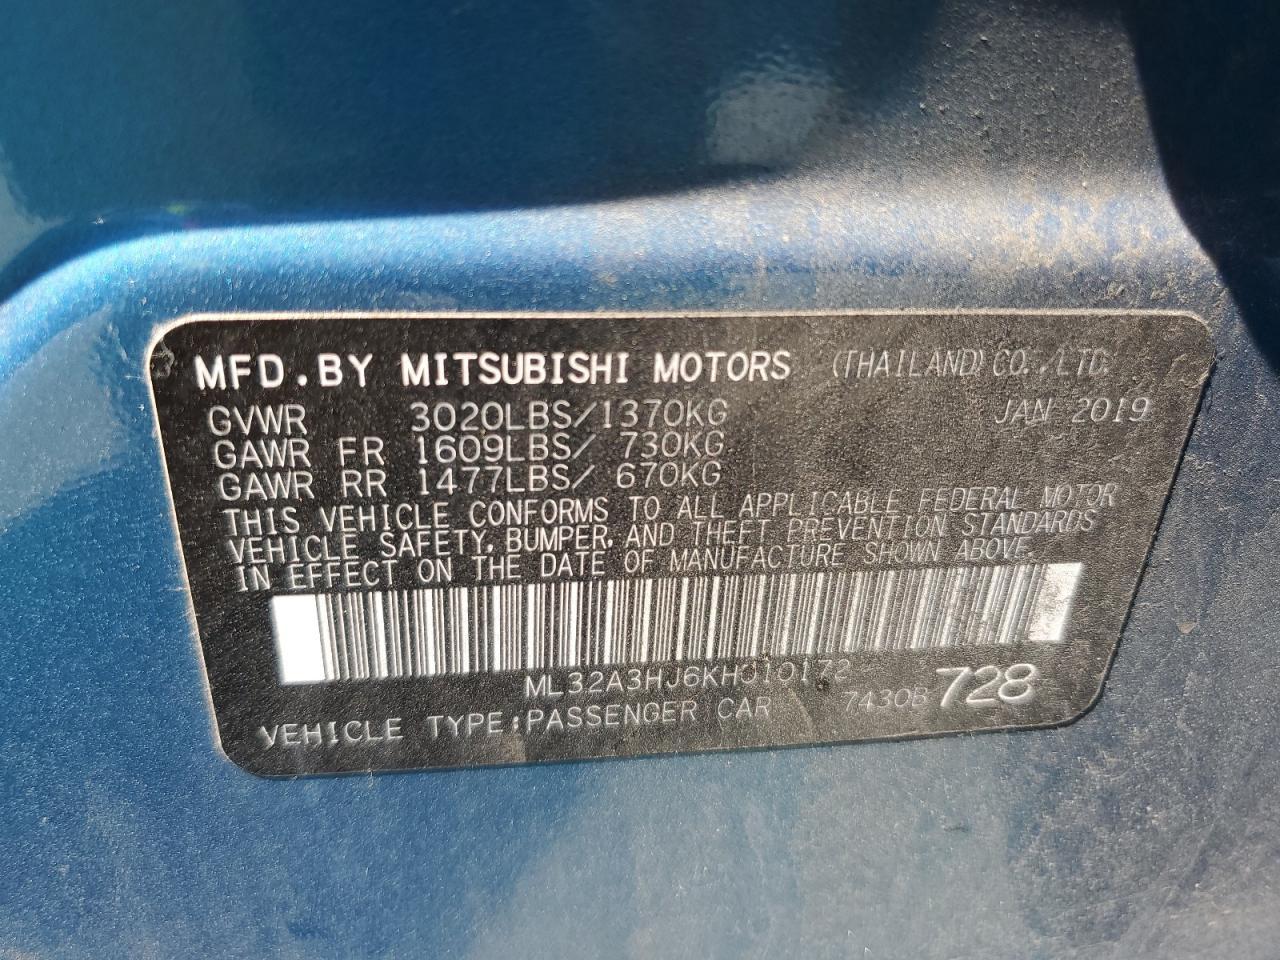 MFD.BY MITSUBISHI MOTORS (THAILAND) CO.,LTD.
GVWR 3020LBS/1370KG JAN 2019
GAWR FR 1609LBS/ 730KG
GAWR RR 1477LBS/ 670KG
THIS VEHICLE CONFORMS TO ALL APPLICABLE FEDERAL MOTOR
VEHICLE SAFETY, BUMPER, AND THEFT PREVENTION STANDARDS
IN EFFECT ON THE DATE OF MANUFACTURE SHOWN ABOVE.
ML32A3HJ6KH010172
VEHICLE TYPE:PASSENGER CAR 7430B 728